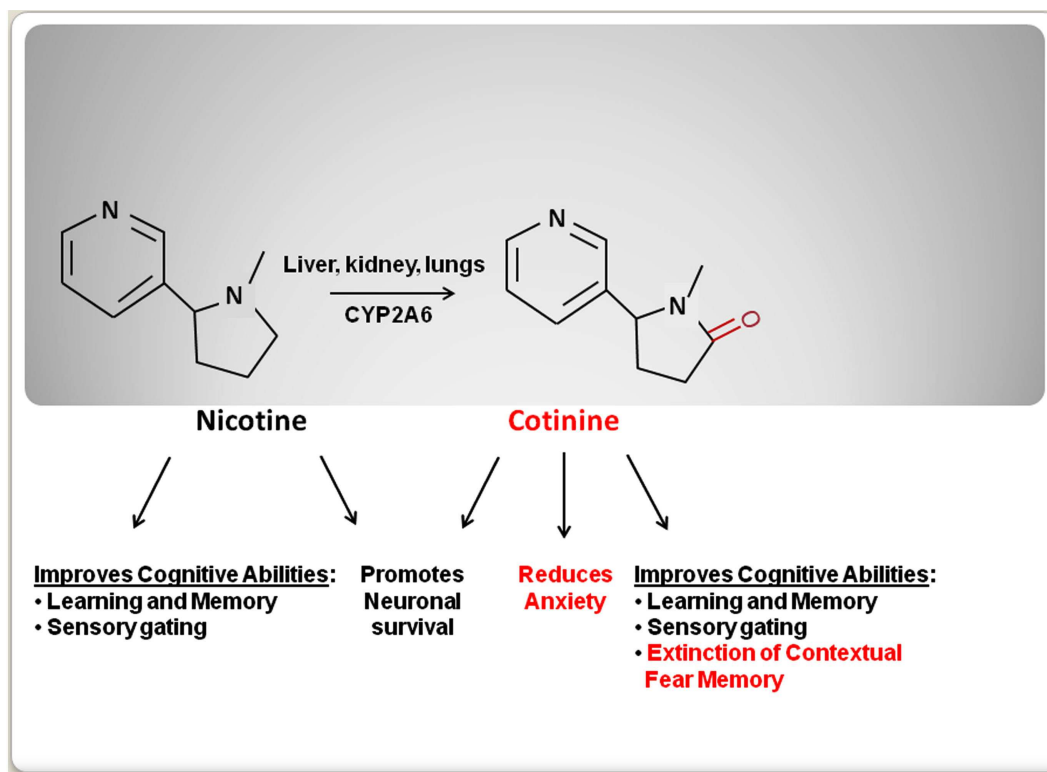 N
N
Liver, kidney, lungs
CYP2A6
N
N
O
Nicotine
Cotinine
Improves Cognitive Abilities:
• Learning and Memory
• Sensory gating
Promotes
Neuronal
survival
Reduces
Anxiety
Improves Cognitive Abilities:
• Learning and Memory
• Sensory gating
• Extinction of Contextual
Fear Memory